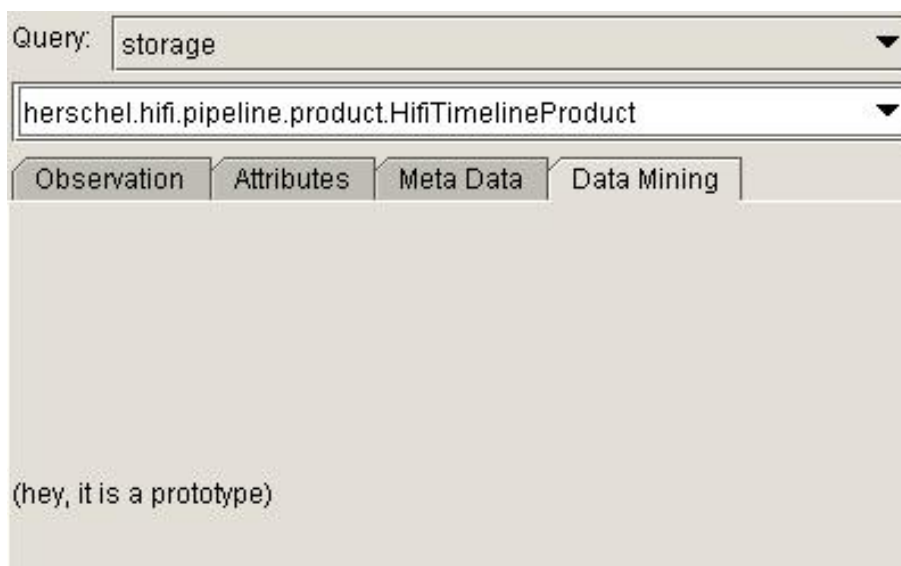 Query: storage
herschel.hifi.pipeline.product.HifiTimelineProduct
Observation Attributes Meta Data Data Mining
(hey, it is a prototype)